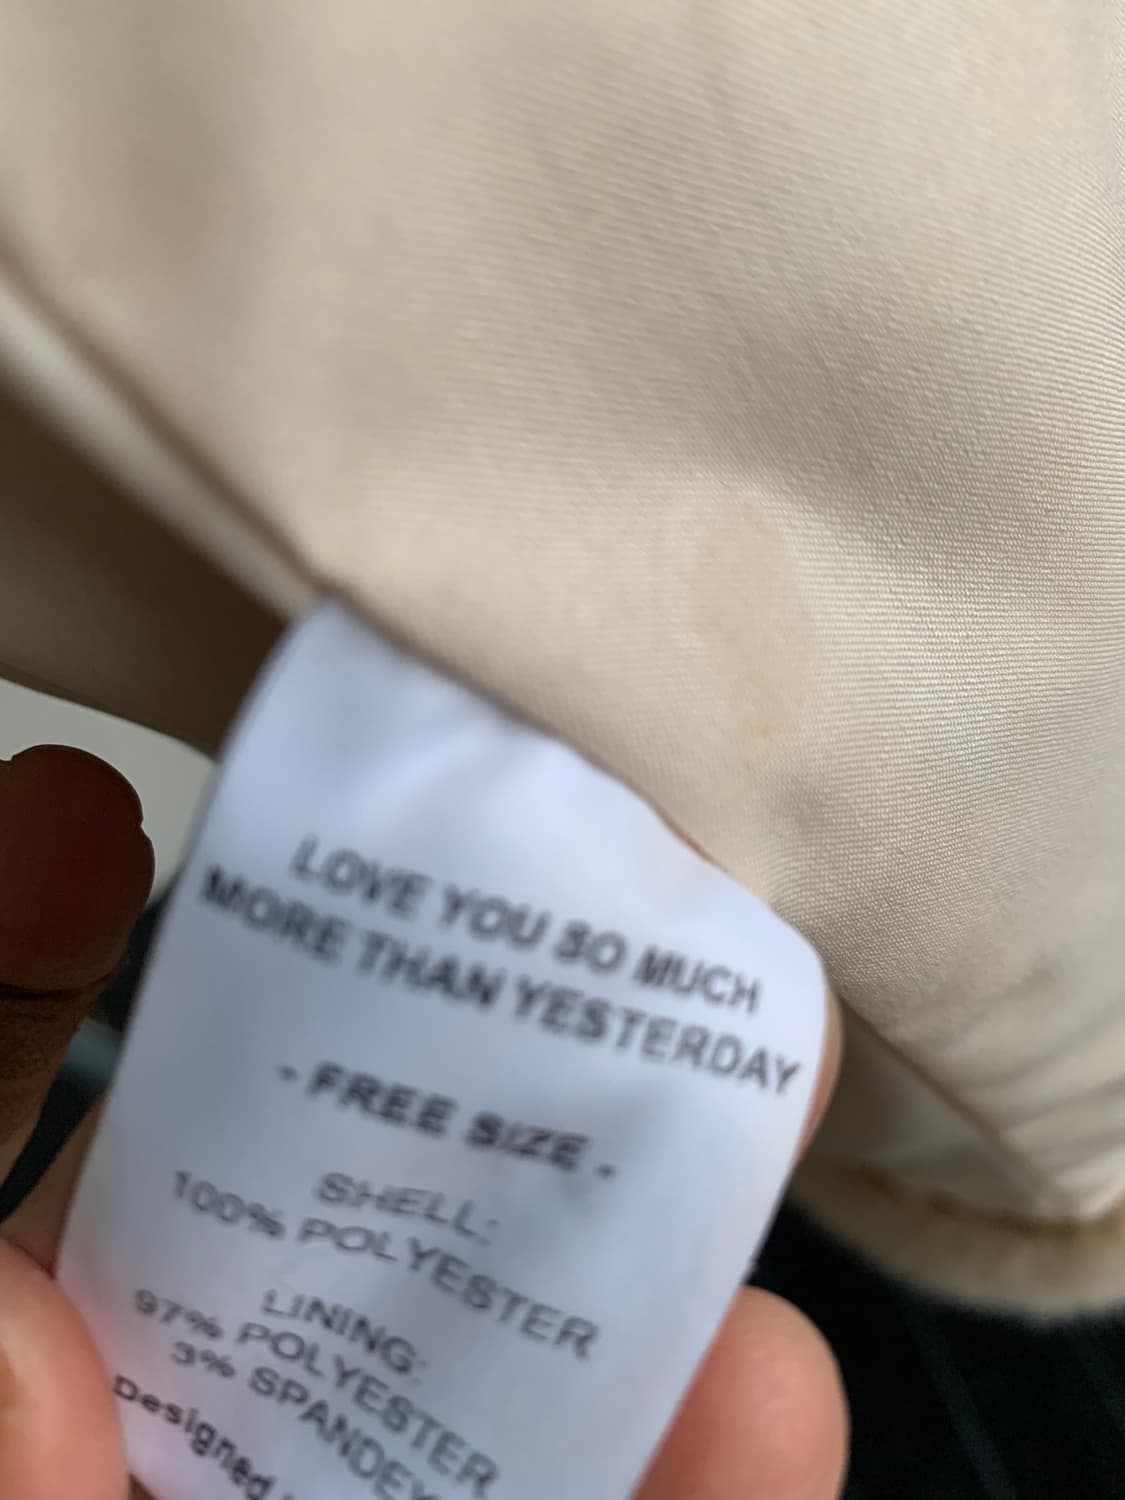 LOVE YOU SO MUCH
MORE THAN YESTERDAY
- FREE SIZE -
SHELL:
100% POLYESTER
LINING:
97% POLYESTER
3% SPANDEX
Designed